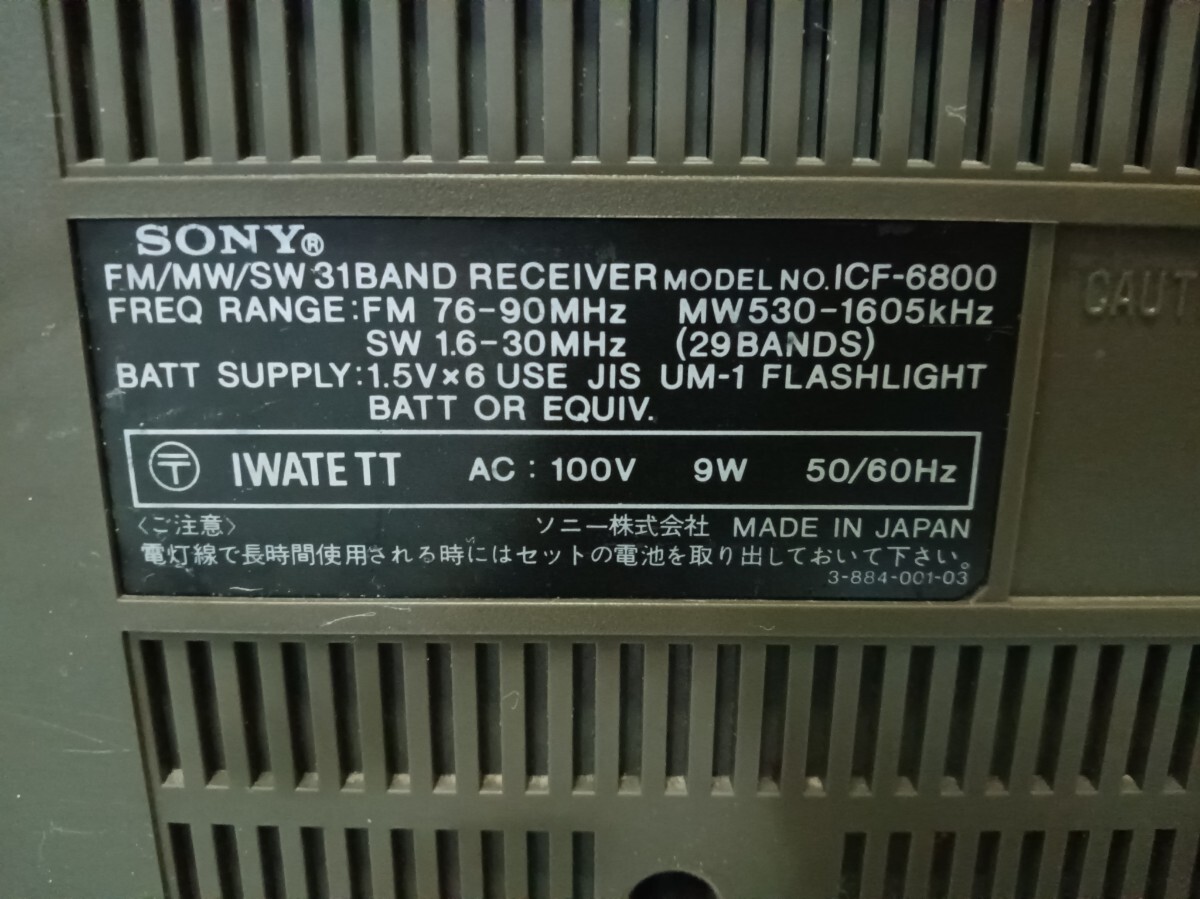 SONY®
FM/MW/SW 31BAND RECEIVER MODEL NO. ICF-6800
FREQ RANGE: FM 76-90MHz MW530-1605kHz
SW 1.6-30MHz (29BANDS)
BATT SUPPLY: 1.5V×6 USE JIS UM-1 FLASHLIGHT
BATT OR EQUIV.
〶 IWATE TT AC: 100V 9W 50/60Hz
〈ご注意〉 ソニー株式会社 MADE IN JAPAN
電灯線で長時間使用される時にはセットの電池を取り出しておいて下さい。
3-884-001-03